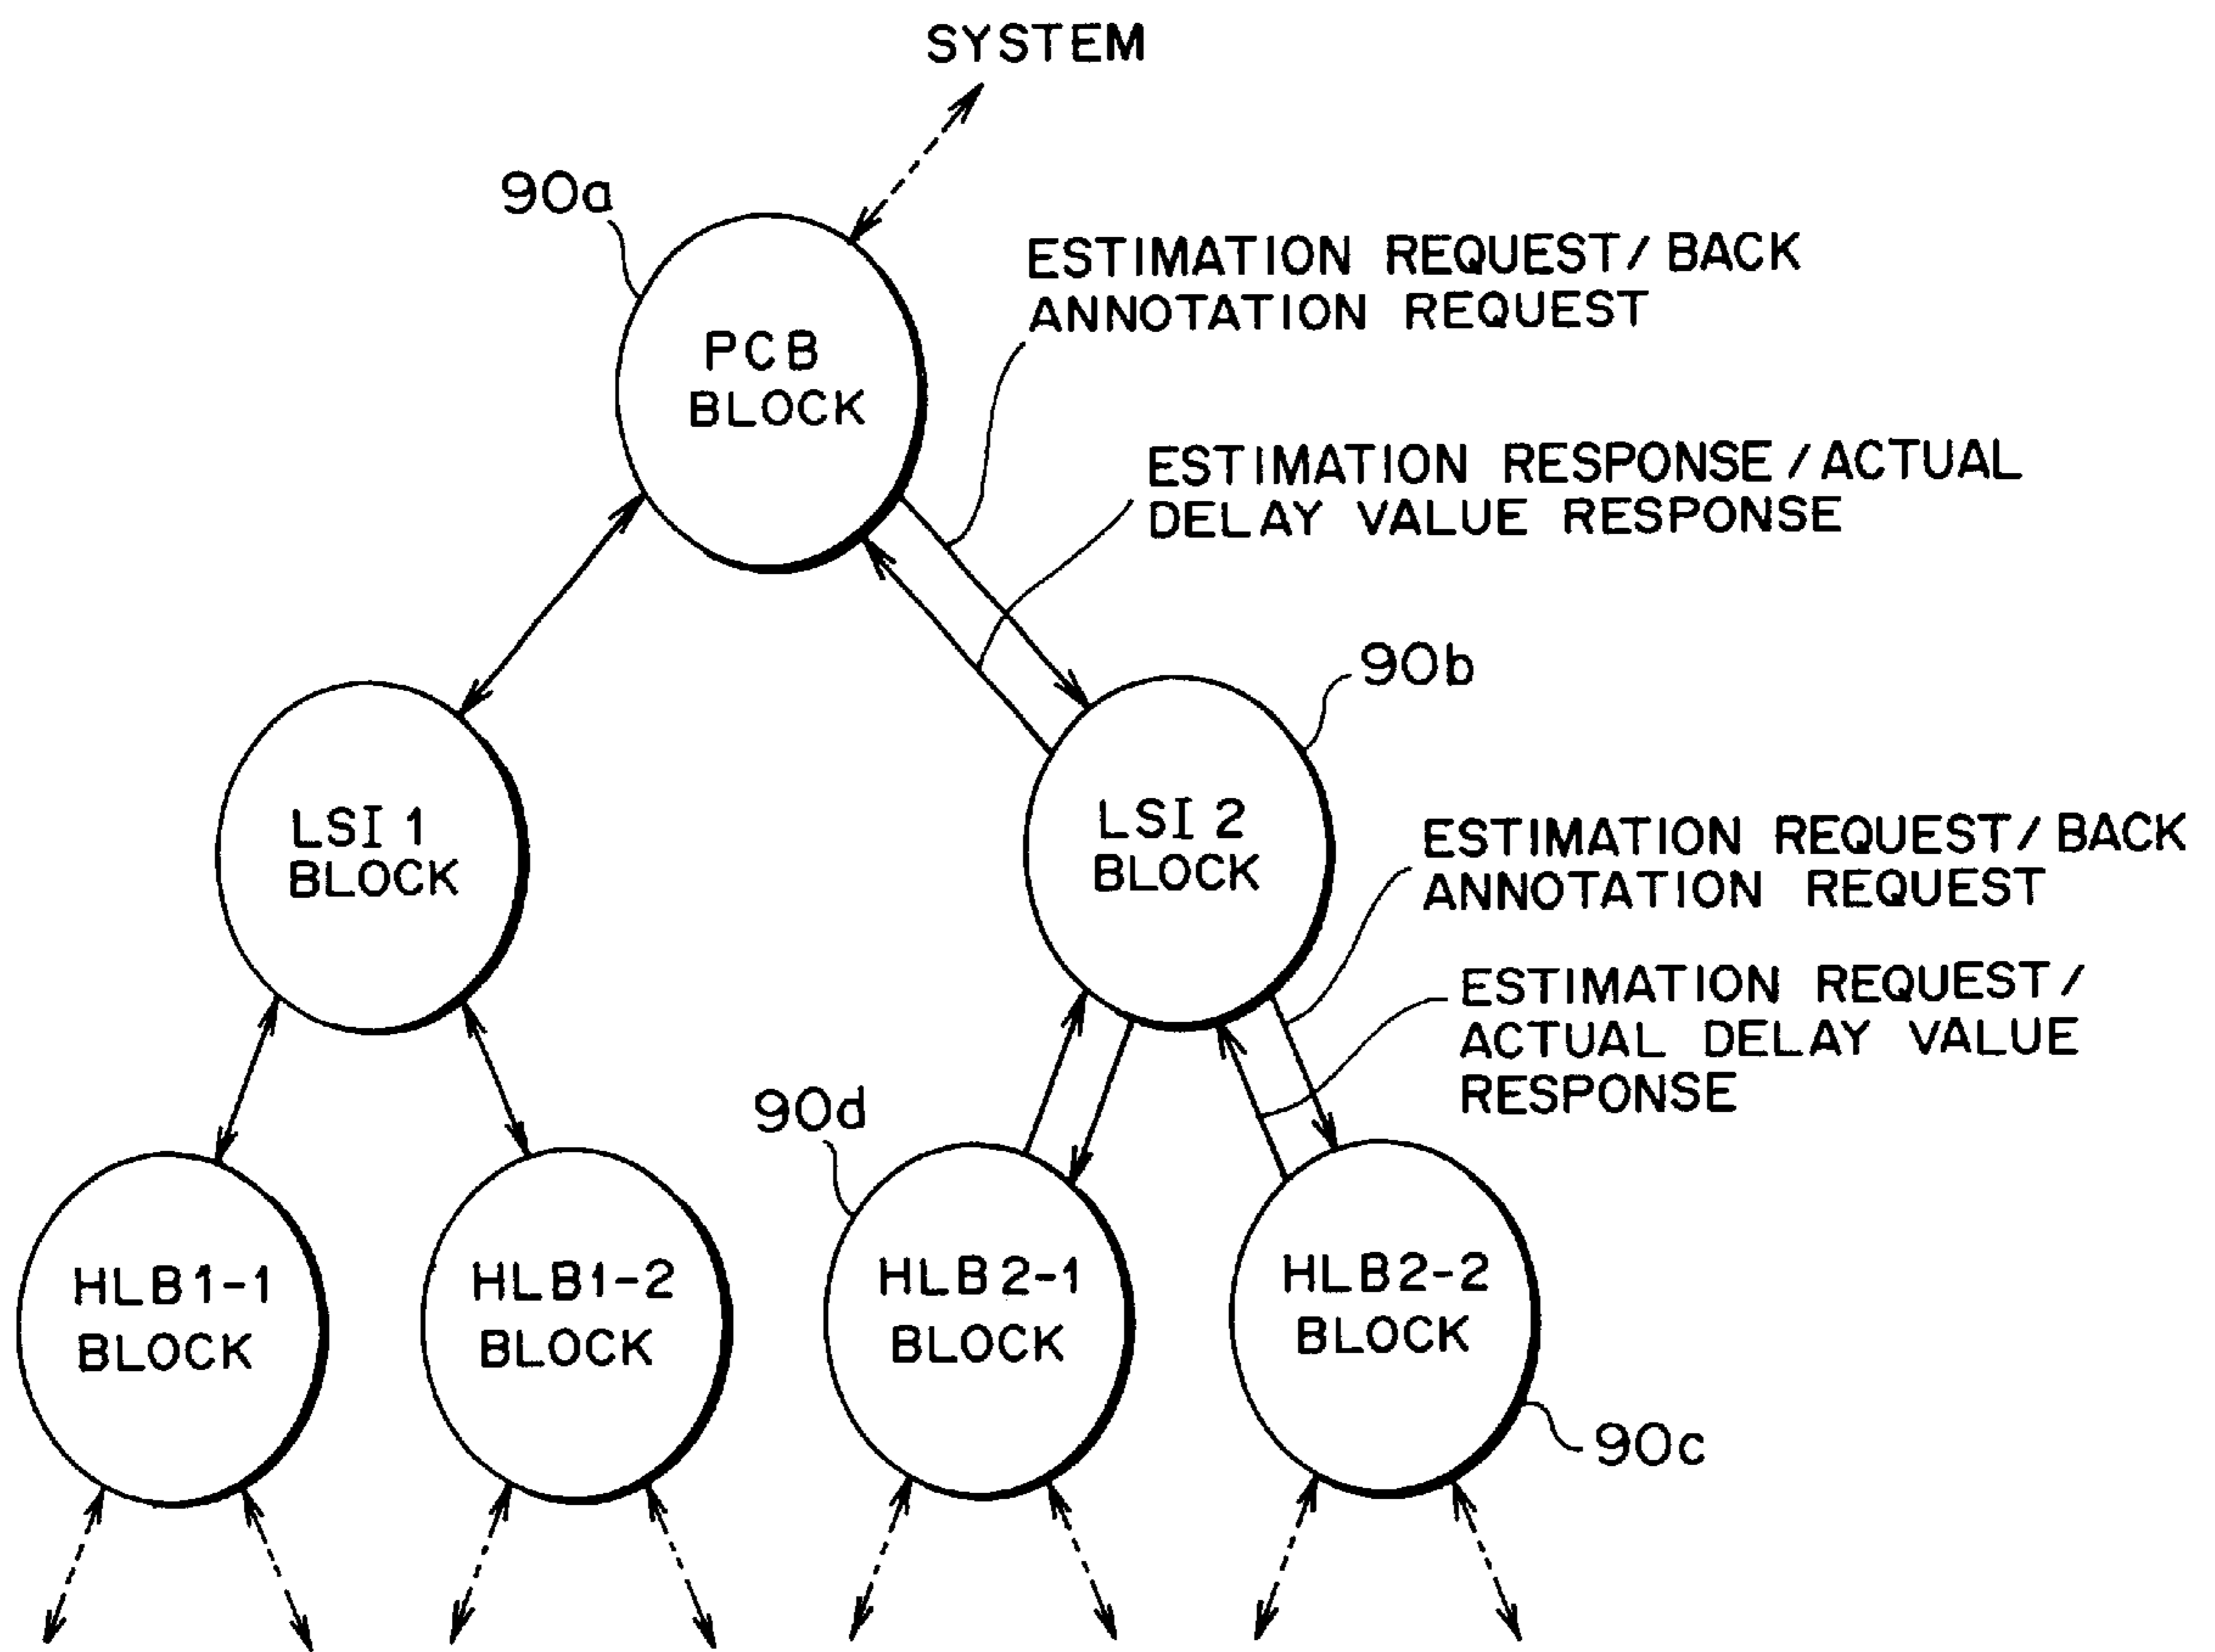 SYSTEM
90a
ESTIMATION REQUEST/BACK
ANNOTATION REQUEST
PCB
BLOCK
ESTIMATION RESPONSE/ACTUAL
DELAY VALUE RESPONSE
90b
LSI 1
BLOCK
LSI 2
BLOCK
ESTIMATION REQUEST/BACK
ANNOTATION REQUEST
ESTIMATION REQUEST/
ACTUAL DELAY VALUE
RESPONSE
90d
HLB1-1
BLOCK
HLB1-2
BLOCK
HLB2-1
BLOCK
HLB2-2
BLOCK
90c